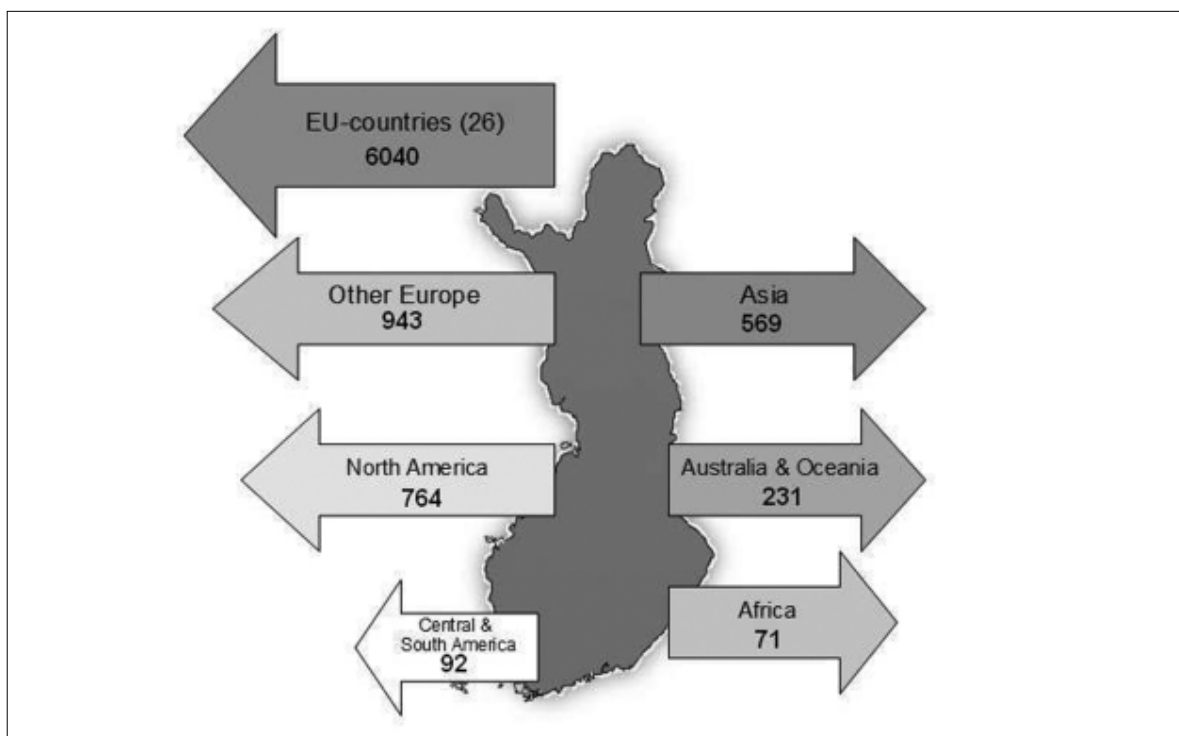 EU-countries (26)
6040
Other Europe
943
Asia
569
North America
764
Australia & Oceania
231
Central &
South America
92
Africa
71